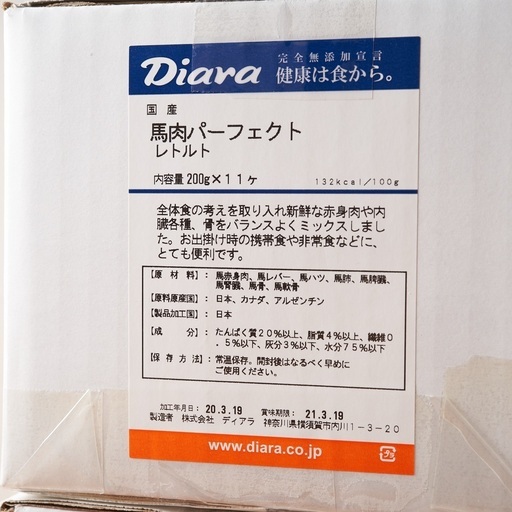 Diara
完全無添加宣言
健康は食から。
国産
馬肉パーフェクト
レトルト
内容量 200g×11ケ
132kcal/100g
全体食の考えを取り入れ新鮮な赤身肉や内
臓各種、骨をバランスよくミックスしまし
た。お出掛け時の携帯食や非常食などに、
とても便利です。
【原 材 料】: 馬赤身肉、馬レバー、馬ハツ、馬肺、馬脾臓、
馬腎臓、馬骨、馬軟骨
【原料原産国】: 日本、カナダ、アルゼンチン
【製品加工国】: 日本
【成 分】: たんぱく質20%以上、脂質4%以上、繊維0
.5%以下、灰分3%以下、水分75%以下
【保 存 方 法】: 常温保存。開封後はなるべく早めに
ご使用ください。
加工年月日: 20.3.19 賞味期限: 21.3.19
製造者 株式会社 ディアラ 神奈川県横須賀市内川1-3-20
www.diara.co.jp